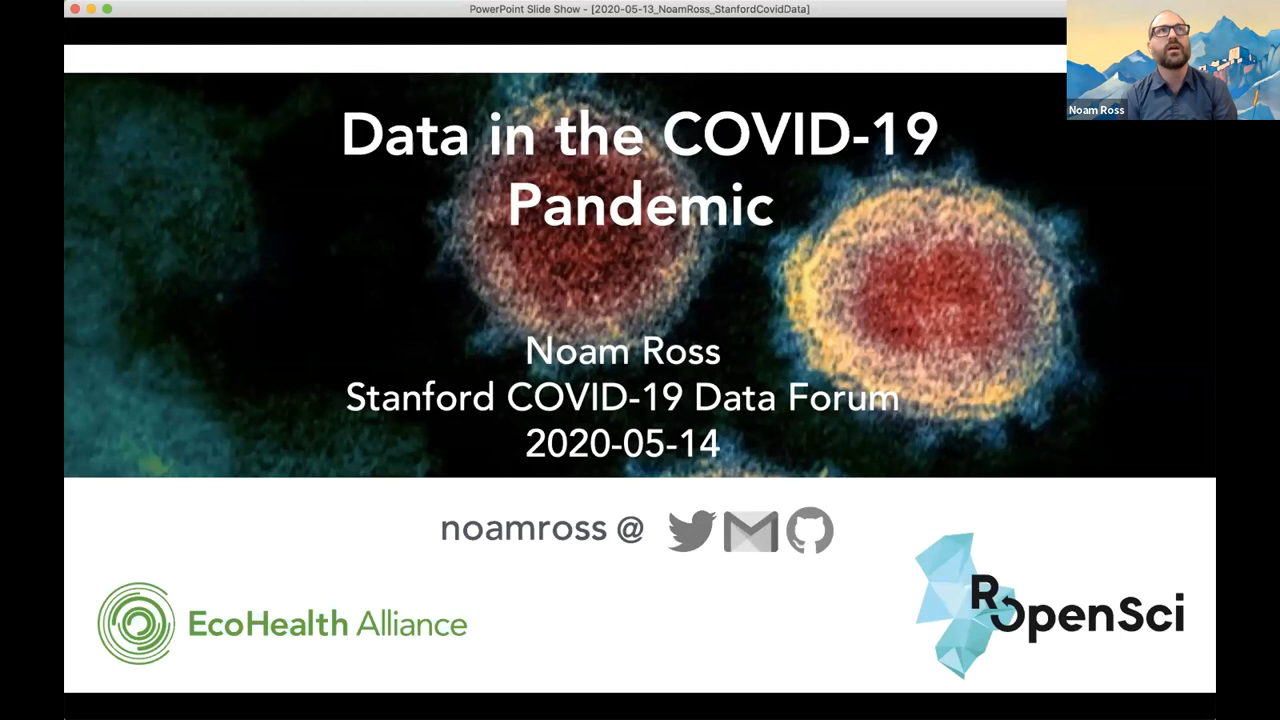 PowerPoint Slide Show - [2020-05-13_NoamRoss_StanfordCovidData]
Noam Ross
Data in the COVID-19
Pandemic
Noam Ross
Stanford COVID-19 Data Forum
2020-05-14
noamross @
EcoHealth Alliance
ROpenSci